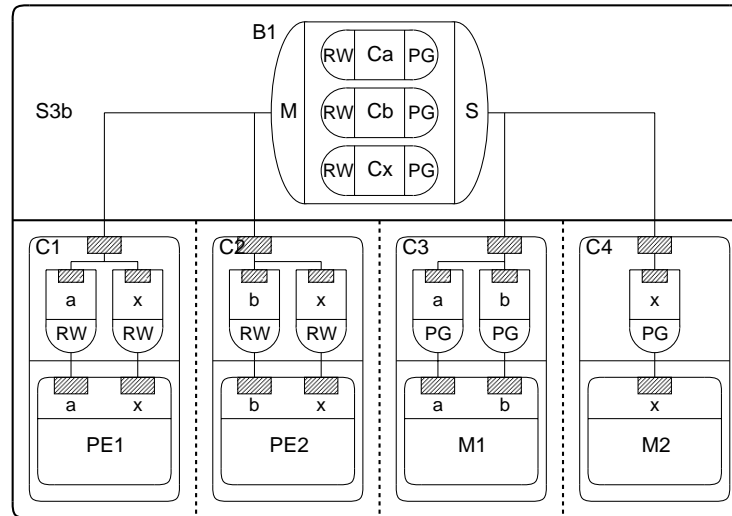 B1
RW Ca PG
S3b
M
RW Cb PG
S
RW Cx PG
C1
C2
C3
C4
a x
b x
a b
x
RW RW
RW RW
PG PG
PG
a x
b x
a b
x
PE1
PE2
M1
M2